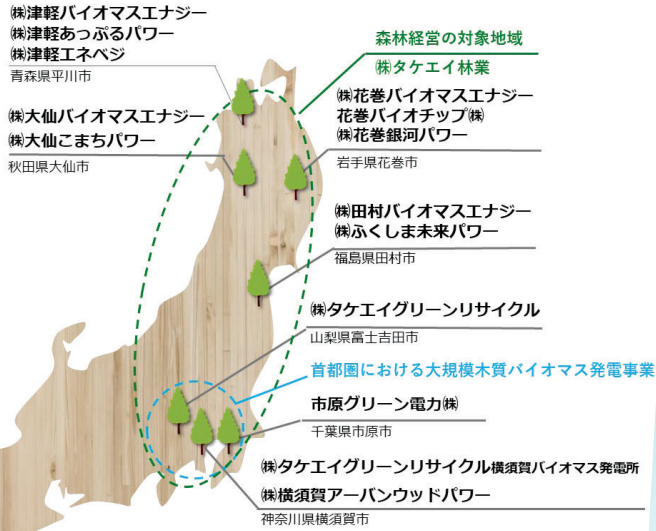 ㈱津軽バイオマスエナジー
㈱津軽あっぷるパワー
㈱津軽エネベジ
青森県平川市
森林経営の対象地域
㈱タケエイ林業
㈱大仙バイオマスエナジー
㈱大仙こまちパワー
秋田県大仙市
㈱花巻バイオマスエナジー
花巻バイオチップ㈱
㈱花巻銀河パワー
岩手県花巻市
㈱田村バイオマスエナジー
㈱ふくしま未来パワー
福島県田村市
㈱タケエイグリーンリサイクル
山梨県富士吉田市
首都圏における大規模木質バイオマス発電事業
市原グリーン電力㈱
千葉県市原市
㈱タケエイグリーンリサイクル横須賀バイオマス発電所
㈱横須賀アーバンウッドパワー
神奈川県横須賀市